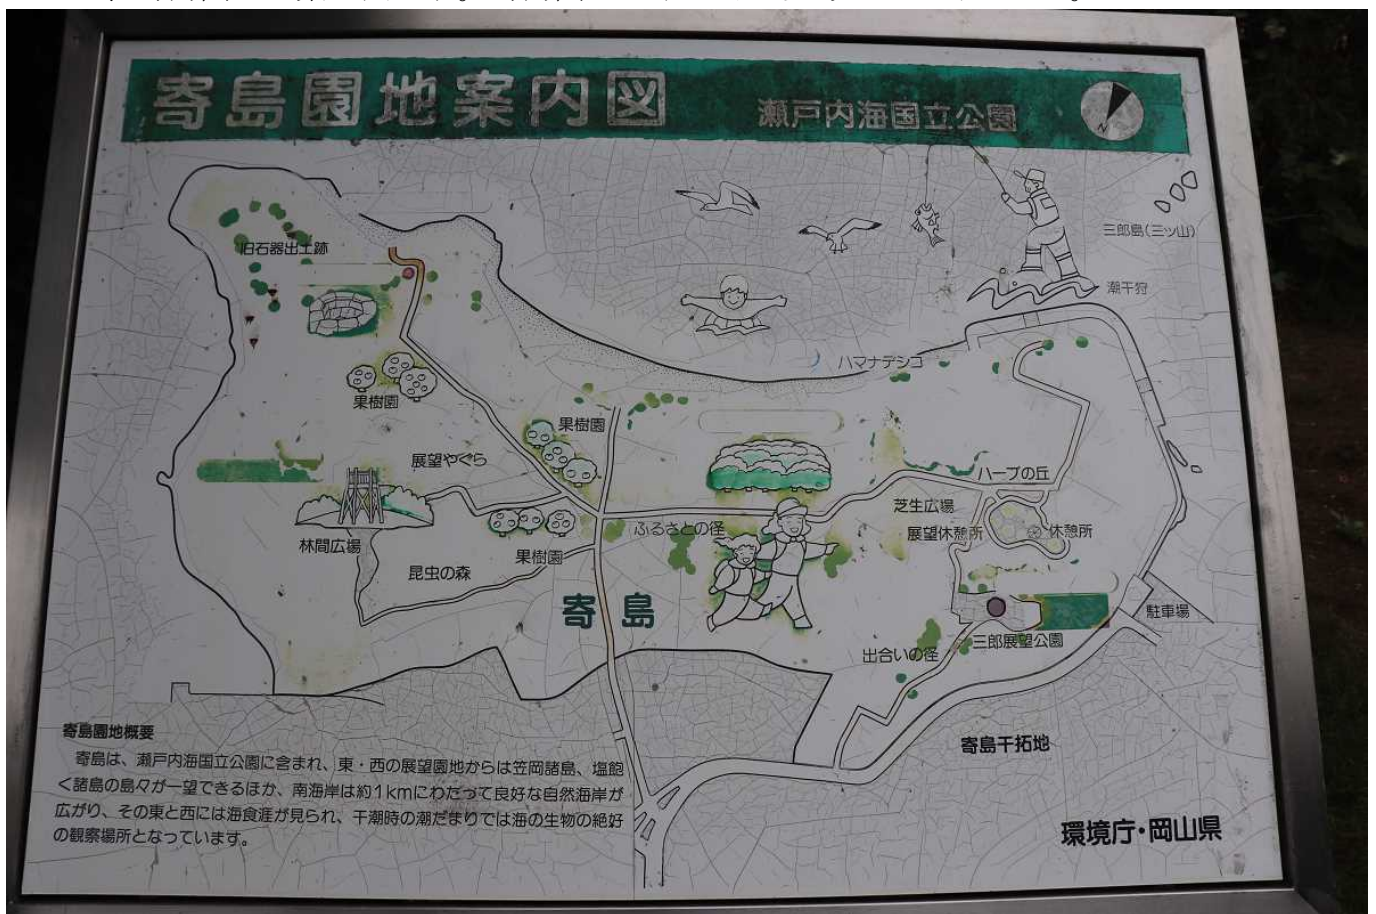 寄島園地案内図
瀬戸内海国立公園
N
三郎島(三ッ山)
旧石器出土跡
潮干狩
ハマナデシコ
果樹園
果樹園
展望やぐら
ハーブの丘
芝生広場
ふるさとの径
展望休憩所
休憩所
林間広場
果樹園
昆虫の森
寄島
駐車場
三郎展望公園
出合いの径
寄島干拓地
寄島園地概要
寄島は、瀬戸内海国立公園に含まれ、東・西の展望園地からは笠岡諸島、塩飽
く諸島の島々が一望できるほか、南海岸は約1kmにわたって良好な自然海岸が
広がり、その東と西には海食涯が見られ、干潮時の潮だまりでは海の生物の絶好
の観察場所となっています。
環境庁・岡山県